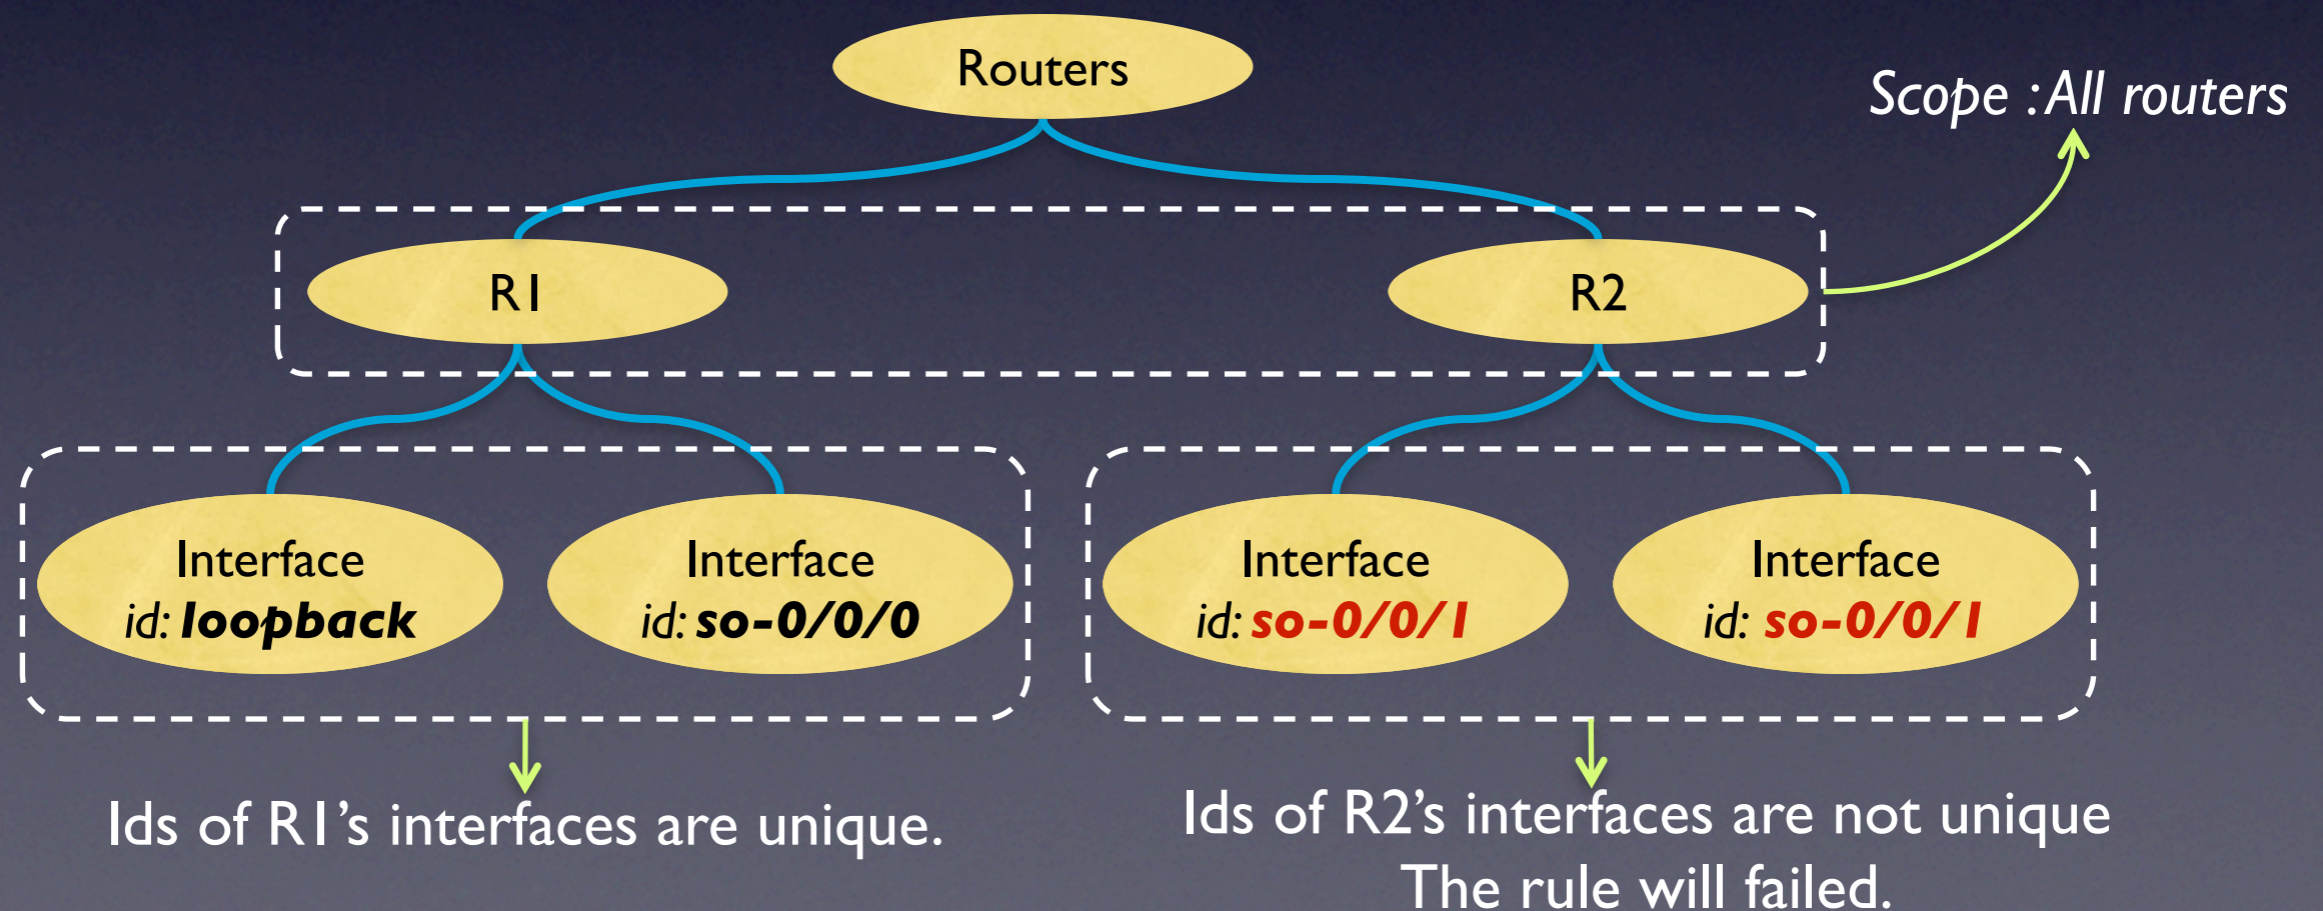 Routers
Scope : All routers
R1
R2
Interface
id: loopback
Interface
id: so-0/0/0
Interface
id: so-0/0/1
Interface
id: so-0/0/1
Ids of R1’s interfaces are unique.
Ids of R2’s interfaces are not unique
The rule will failed.